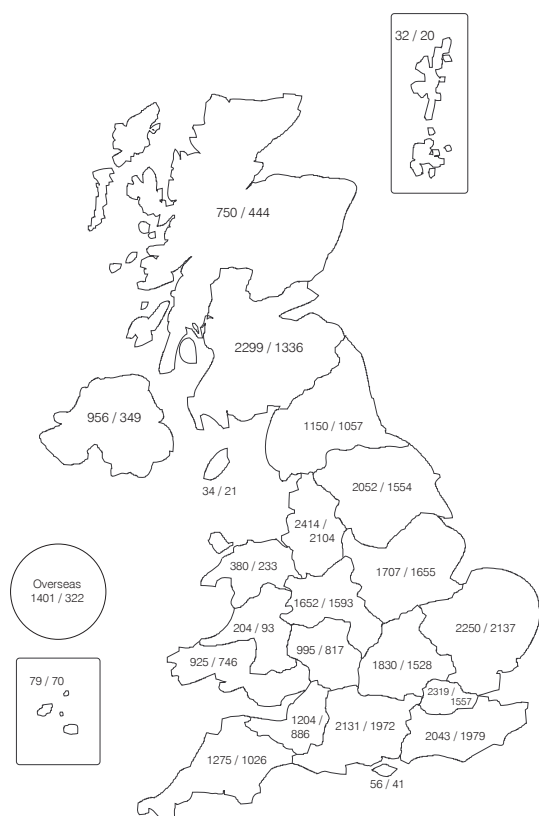 32 / 20
750 / 444
2299 / 1336
956 / 349
1150 / 1057
34 / 21
2052 / 1554
2414 /
2104
380 / 233
1707 / 1655
Overseas
1401 / 322
1652 / 1593
204 / 93
995 / 817
2250 / 2137
925 / 746
1830 / 1528
79 / 70
2319 /
1557
1204 /
886
2131 / 1972
2043 / 1979
1275 / 1026
56 / 41